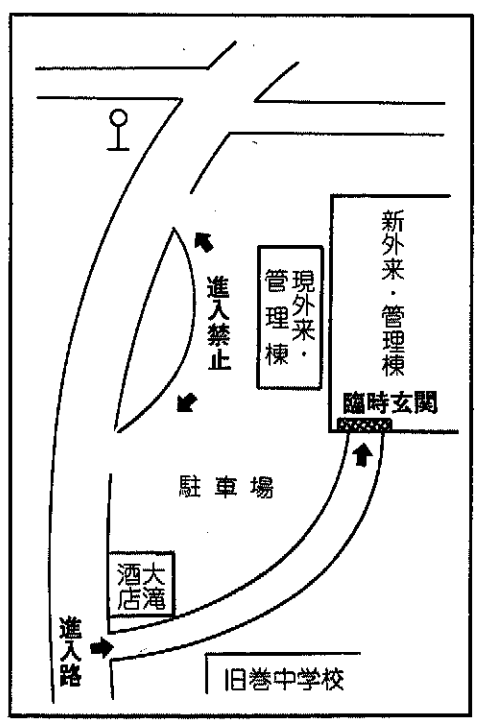 新外来・管理棟
現外来・
管理棟
進入禁止
臨時玄関
駐車場
大滝
酒店
進入路
旧巻中学校